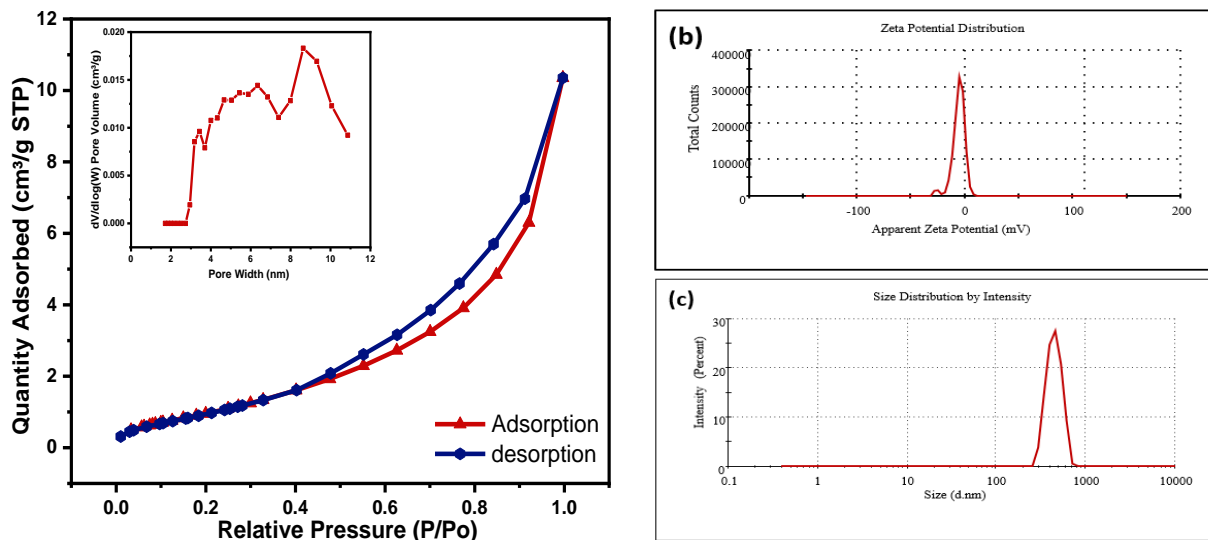 12
10
8
6
4
2
0
Quantity Adsorbed (cm³/g STP)
0.0 0.2 0.4 0.6 0.8 1.0
Relative Pressure (P/Po)
Adsorption
desorption
0.020
0.015
0.010
0.005
0.000
dV/dlog(W) Pore Volume (cm³/g)
0 2 4 6 8 10 12
Pore Width (nm)
(b)
Zeta Potential Distribution
40000
30000
20000
10000
0
Total Counts
-100 0 100 200
Apparent Zeta Potential (mV)
(c)
Size Distribution by Intensity
30
20
10
0
Intensity (Percent)
0.1 1 10 100 1000 10000
Size (d.nm)